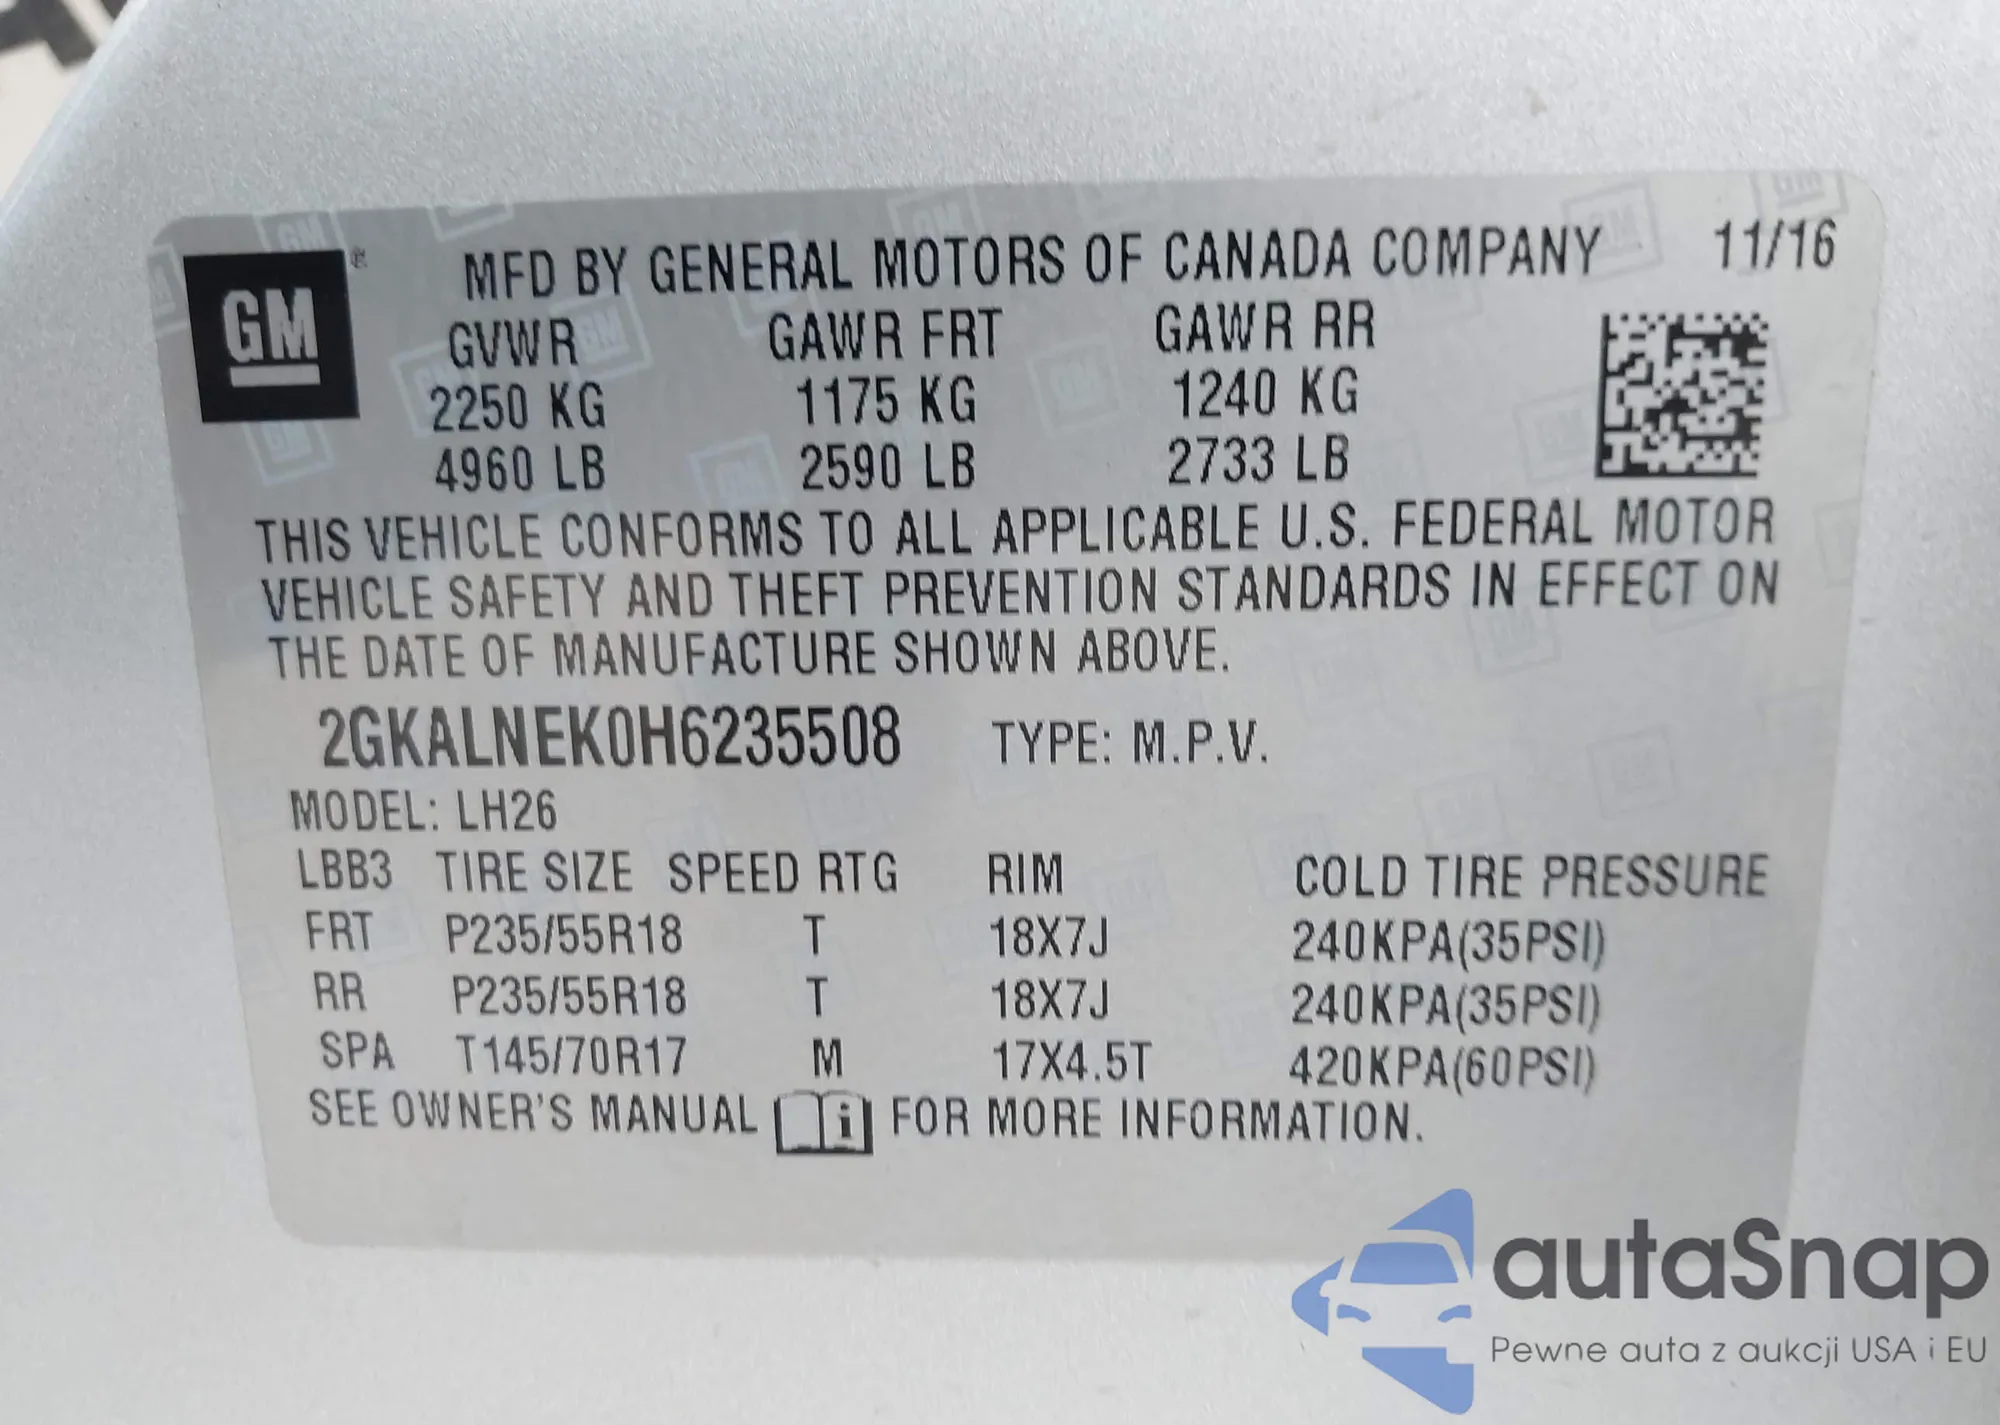 GM
MFD BY GENERAL MOTORS OF CANADA COMPANY 11/16
GVWR GAWR FRT GAWR RR
2250 KG 1175 KG 1240 KG
4960 LB 2590 LB 2733 LB
THIS VEHICLE CONFORMS TO ALL APPLICABLE U.S. FEDERAL MOTOR
VEHICLE SAFETY AND THEFT PREVENTION STANDARDS IN EFFECT ON
THE DATE OF MANUFACTURE SHOWN ABOVE.
2GKALNEK0H6235508 TYPE: M.P.V.
MODEL: LH26
LBB3 TIRE SIZE SPEED RTG RIM COLD TIRE PRESSURE
FRT P235/55R18 T 18X7J 240KPA(35PSI)
RR P235/55R18 T 18X7J 240KPA(35PSI)
SPA T145/70R17 M 17X4.5T 420KPA(60PSI)
SEE OWNER'S MANUAL i FOR MORE INFORMATION.
autaSnap
Pewne auta z aukcji USA i EU